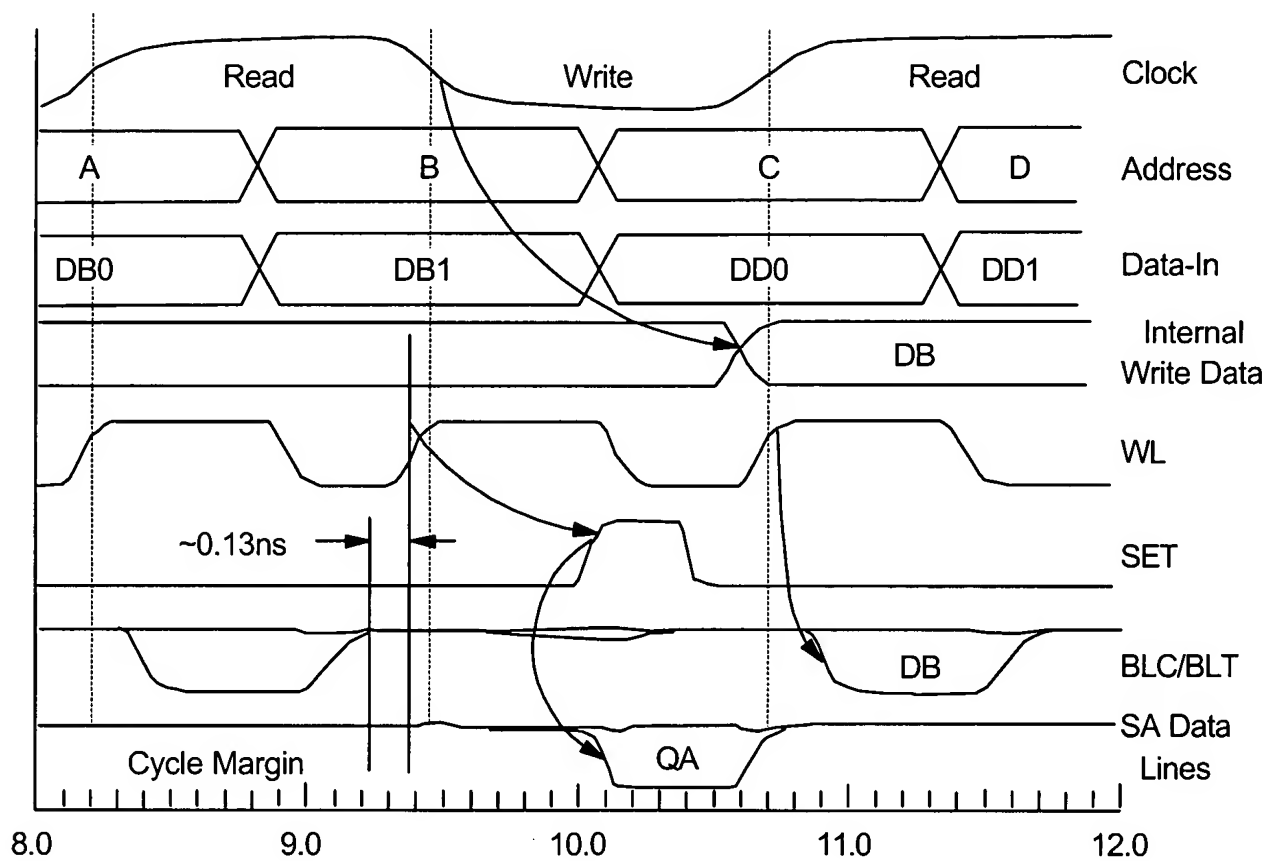 Read Write Read Clock
A B C D Address
DB0 DB1 DD0 DD1 Data-In
DB Internal
Write Data
WL
~0.13ns SET
DB BLC/BLT
QA SA Data
Cycle Margin Lines
8.0 9.0 10.0 11.0 12.0